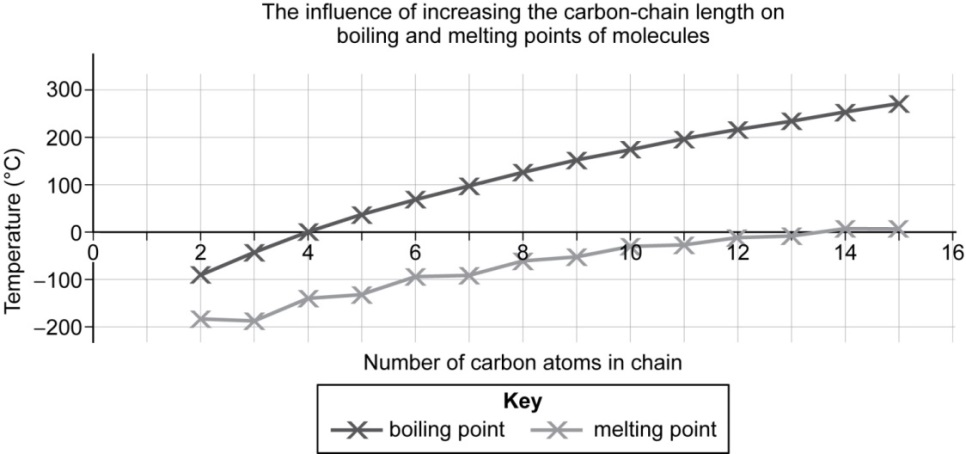 The influence of increasing the carbon-chain length on
boiling and melting points of molecules
Temperature (°C)
300
200
100
0
–100
–200
0 2 4 6 8 10 12 14 16
Number of carbon atoms in chain
Key
boiling point melting point